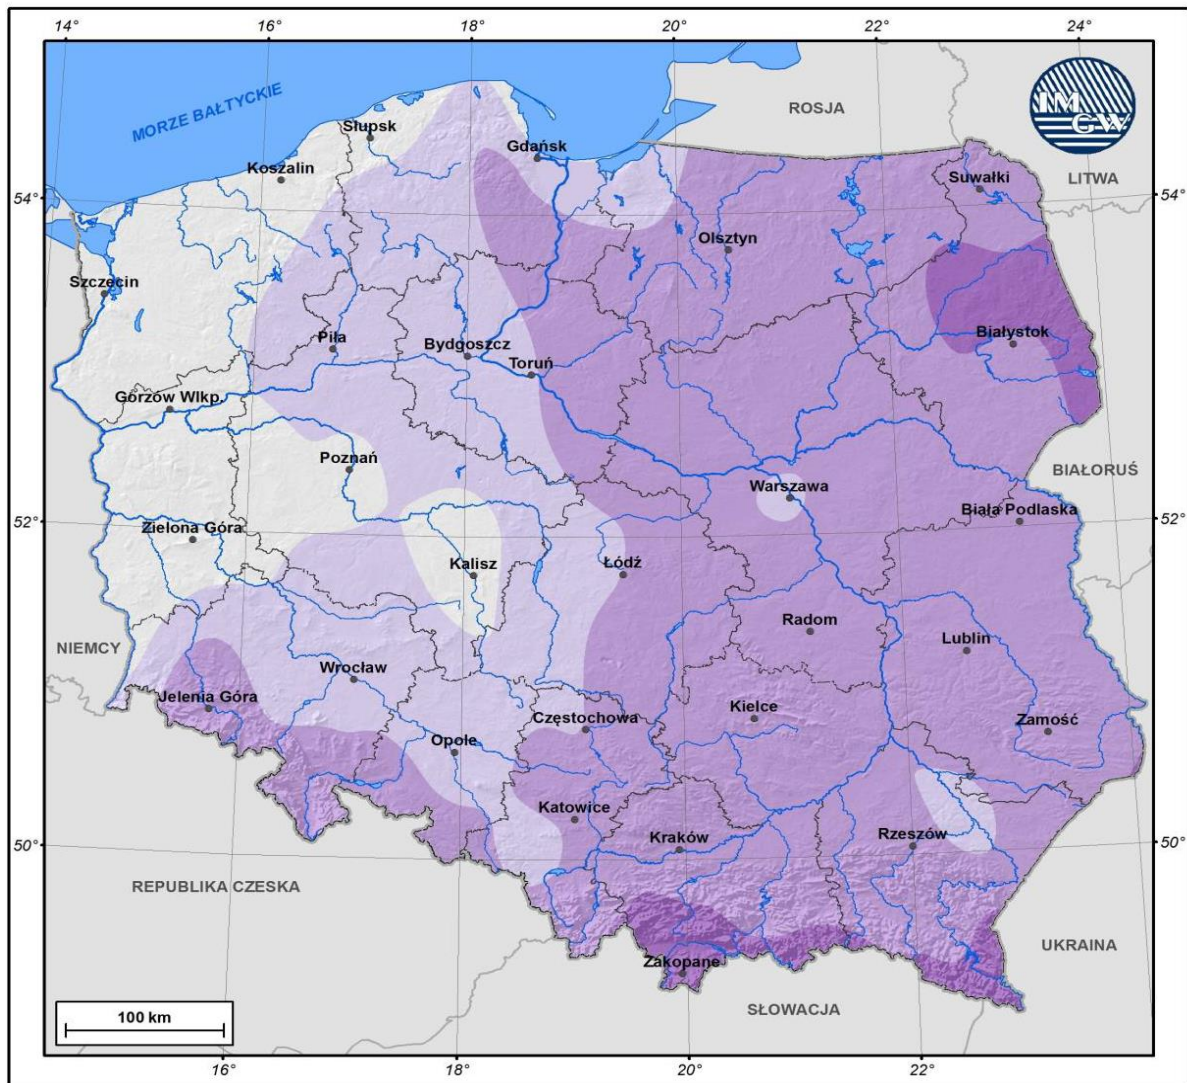 14° 16° 18° 20° 22° 24°
MORZE BAŁTYCKIE
ROSJA
IM
GW
Słupsk
Gdańsk
Koszalin
Suwałki
LITWA
54° 54°
Olsztyn
Szczecin
Białystok
Piła
Bydgoszcz
Toruń
Gorzów Wlkp.
Poznań
BIAŁORUŚ
Warszawa
Biała Podlaska
52° 52°
Zielona Góra
Kalisz
Łódź
Radom
Lublin
NIEMCY
Wrocław
Jelenia Góra
Kielce
Częstochowa
Zamość
Opole
Katowice
Kraków
Rzeszów
50° 50°
REPUBLIKA CZESKA
UKRAINA
Zakopane
SŁOWACJA
100 km
16° 18° 20° 22°